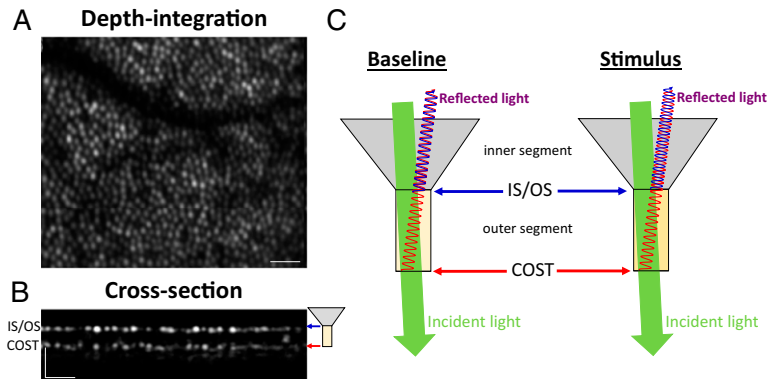 A
Depth-integration
B
Cross-section
IS/OS
COST
C
Baseline
Stimulus
Reflected light
Reflected light
inner segment
IS/OS
outer segment
COST
Incident light
Incident light